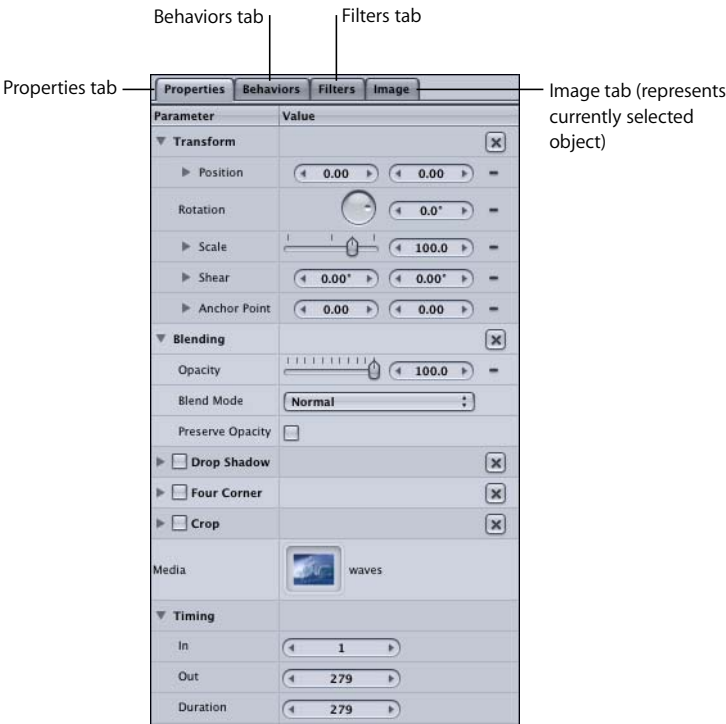 Behaviors tab
Filters tab
Properties tab
Image tab (represents
currently selected
object)
Properties Behaviors Filters Image
Parameter Value
Transform
Position 0.00 0.00
Rotation 0.0°
Scale 100.0
Shear 0.00° 0.00°
Anchor Point 0.00 0.00
Blending
Opacity 100.0
Blend Mode Normal
Preserve Opacity
Drop Shadow
Four Corner
Crop
Media waves
Timing
In 1
Out 279
Duration 279